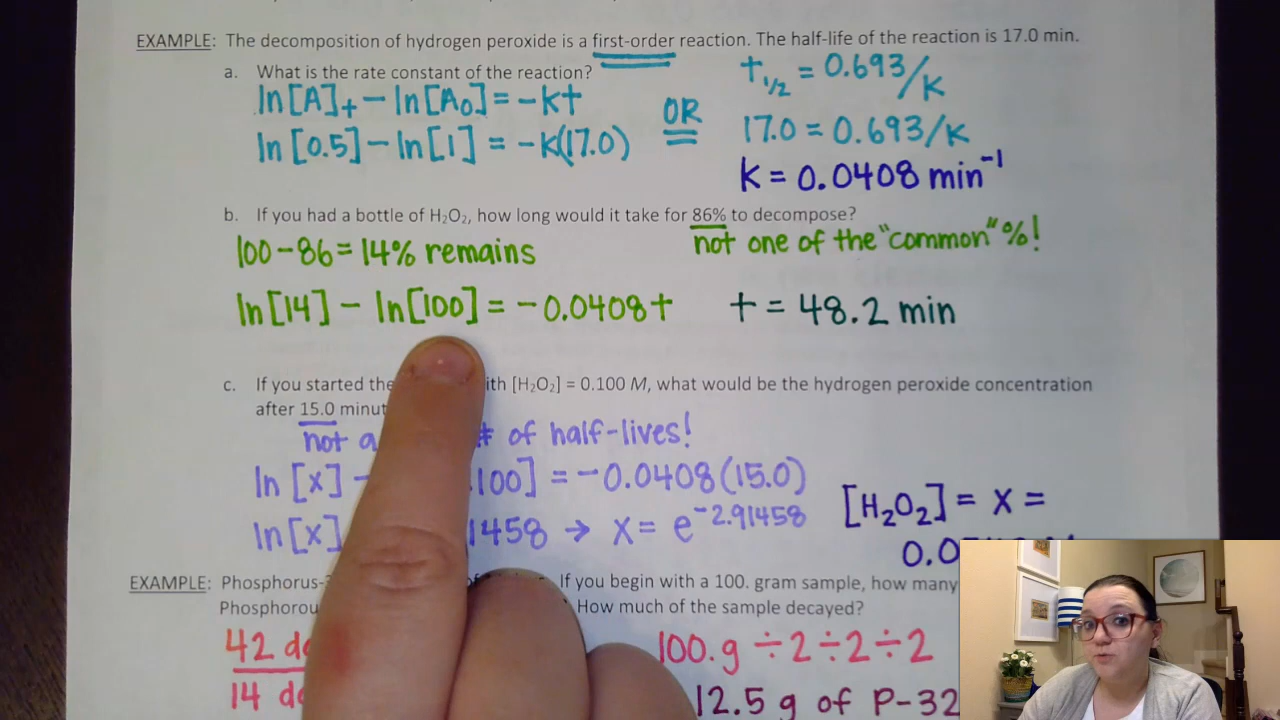 EXAMPLE: The decomposition of hydrogen peroxide is a first-order reaction. The half-life of the reaction is 17.0 min.
a. What is the rate constant of the reaction?
ln[A]t − ln[A₀] = −kt
OR
t₁/₂ = 0.693/k
ln[0.5] − ln[1] = −k(17.0)
17.0 = 0.693/k
k = 0.0408 min⁻¹
b. If you had a bottle of H₂O₂, how long would it take for 86% to decompose?
100 − 86 = 14% remains
not one of the "common" %!
ln[14] − ln[100] = −0.0408t
t = 48.2 min
c. If you started the ith [H₂O₂] = 0.100 M, what would be the hydrogen peroxide concentration
after 15.0 minut
not a # of half-lives!
ln[x] − .100] = −0.0408(15.0)
ln[x] 1458 → x = e^−2.91458
[H₂O₂] = x =
0.0
EXAMPLE: Phosphorus- If you begin with a 100. gram sample, how many
Phosphorou How much of the sample decayed?
42 da
14 da
100. g ÷ 2 ÷ 2 ÷ 2
12.5 g of P-32